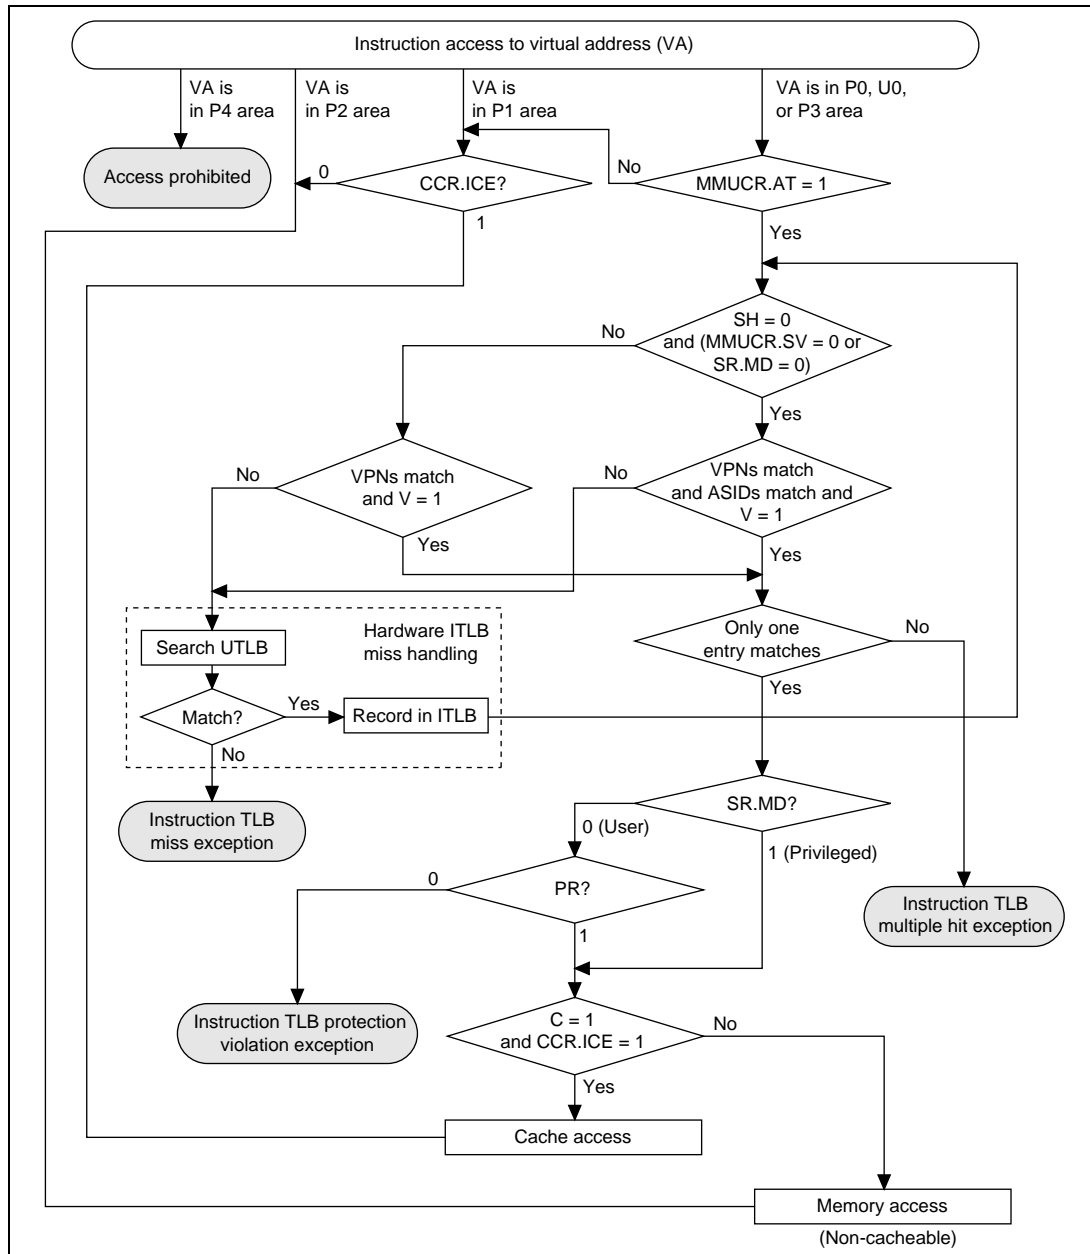 Instruction access to virtual address (VA)
VA is
in P4 area
VA is
in P2 area
VA is
in P1 area
VA is in P0, U0,
or P3 area
Access prohibited
0
CCR.ICE?
1
No
MMUCR.AT = 1
Yes
No
SH = 0
and (MMUCR.SV = 0 or
SR.MD = 0)
Yes
No
VPNs match
and V = 1
Yes
No
VPNs match
and ASIDs match and
V = 1
Yes
Search UTLB
Hardware ITLB
miss handling
Match?
Yes
Record in ITLB
No
Only one
entry matches
No
Yes
Instruction TLB
miss exception
SR.MD?
0 (User)
1 (Privileged)
0
PR?
1
Instruction TLB
multiple hit exception
Instruction TLB protection
violation exception
C = 1
and CCR.ICE = 1
No
Yes
Cache access
Memory access
(Non-cacheable)